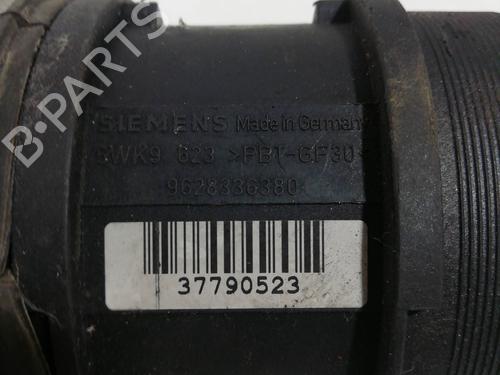 SIEMENS Made in Germany
5WK9 623 >PBT-GF30<
9628336380
37790523
B-PARTS